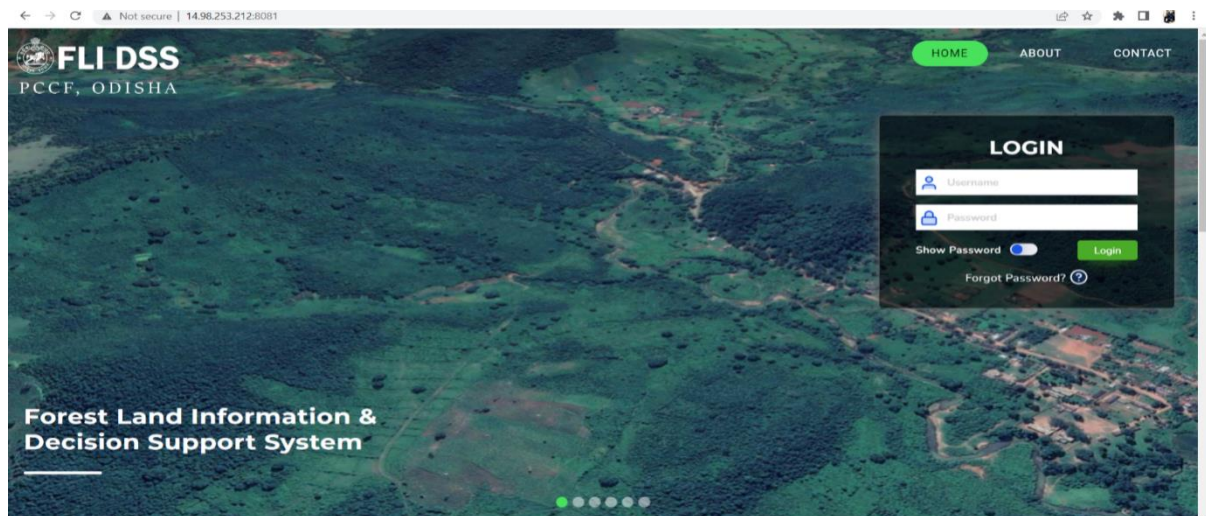 Not secure | 14.98.253.212:8081
FLI DSS
PCCF, ODISHA
HOME ABOUT CONTACT
LOGIN
Username
Password
Show Password Login
Forgot Password? ?
Forest Land Information &
Decision Support System